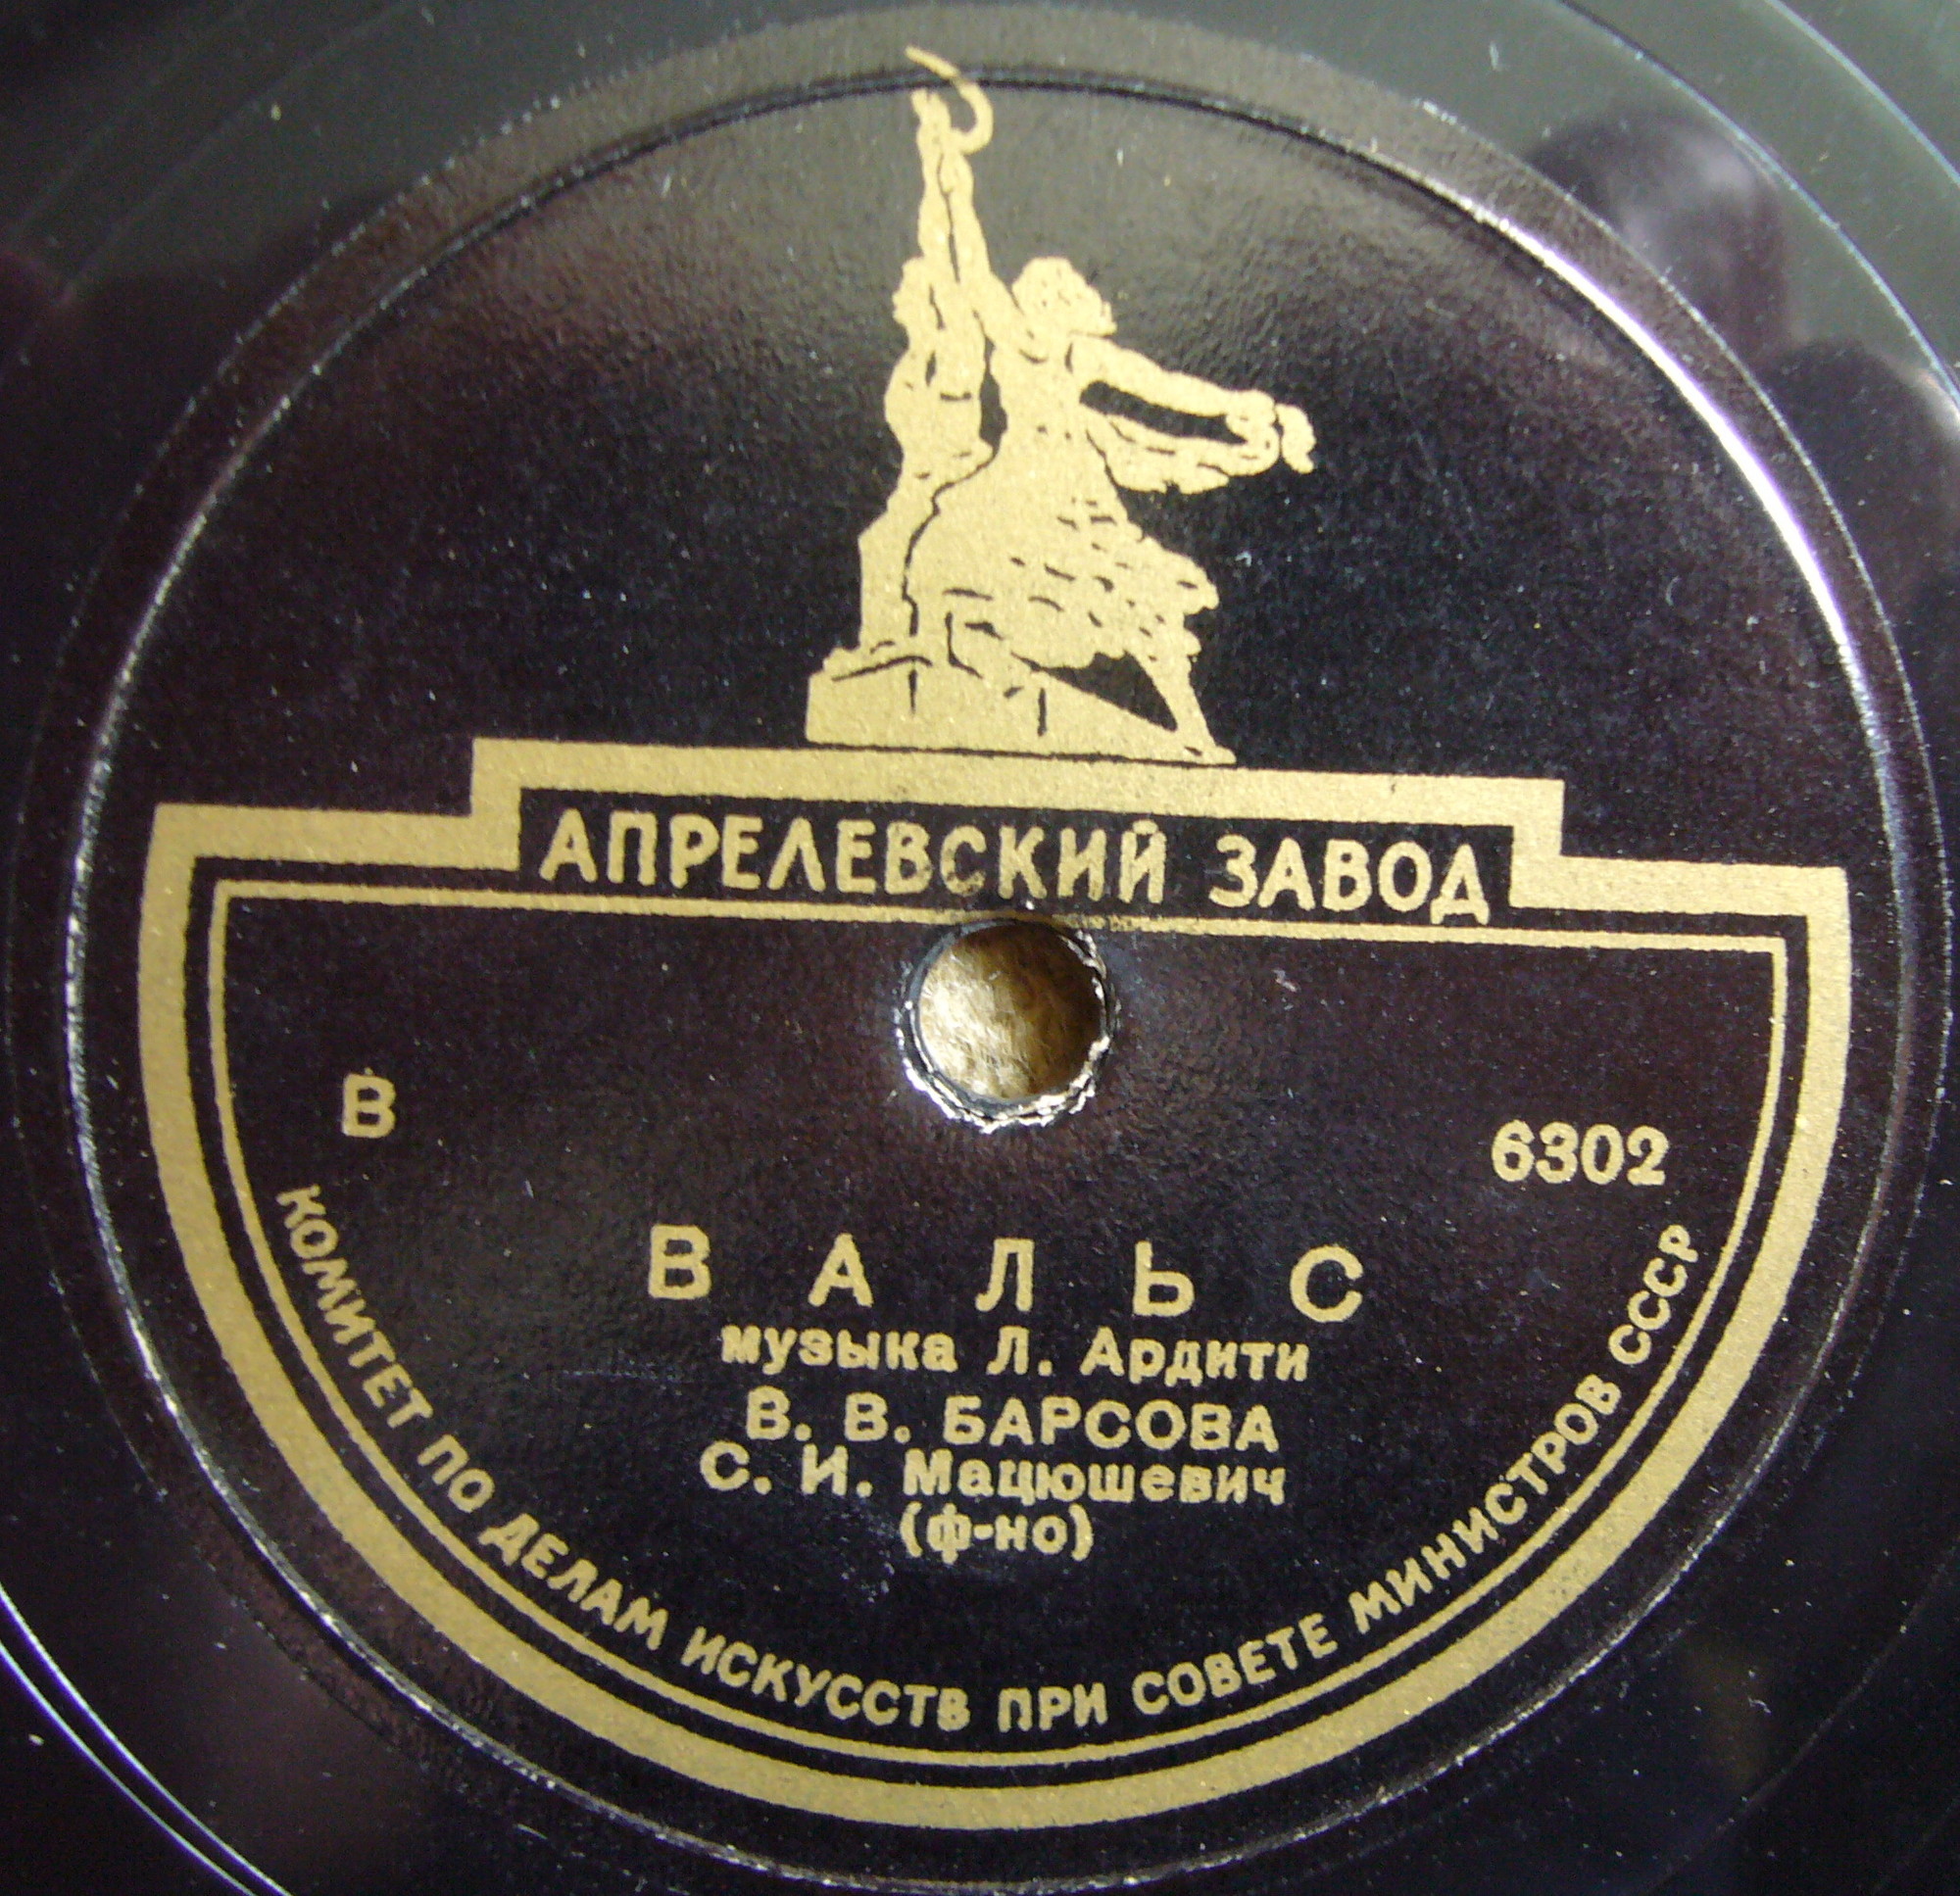 АПРЕЛЕВСКИЙ ЗАВОД
В
6302
ВАЛЬС
музыка Л. Ардити
В. В. БАРСОВА
С. И. Мацюшевич
(ф-но)
КОМИТЕТ ПО ДЕЛАМ ИСКУССТВ ПРИ СОВЕТЕ МИНИСТРОВ СССР